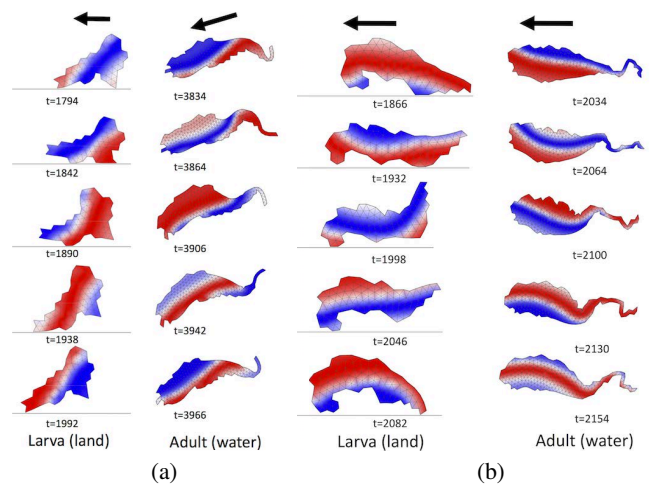 t=1794
t=3834
t=1866
t=2034
t=1842
t=3864
t=1932
t=2064
t=1890
t=3906
t=1998
t=2100
t=1938
t=3942
t=2046
t=2130
t=1992
t=3966
t=2082
t=2154
Larva (land)
Adult (water)
Larva (land)
Adult (water)
(a)
(b)